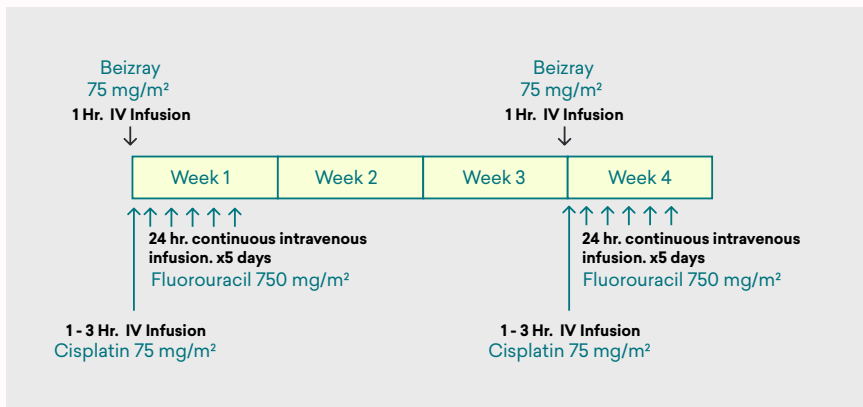 Beizray
75 mg/m²
1 Hr. IV Infusion
Beizray
75 mg/m²
1 Hr. IV Infusion
Week 1
Week 2
Week 3
Week 4
24 hr. continuous intravenous
infusion. x5 days
Fluorouracil 750 mg/m²
24 hr. continuous intravenous
infusion. x5 days
Fluorouracil 750 mg/m²
1 - 3 Hr. IV Infusion
Cisplatin 75 mg/m²
1 - 3 Hr. IV Infusion
Cisplatin 75 mg/m²